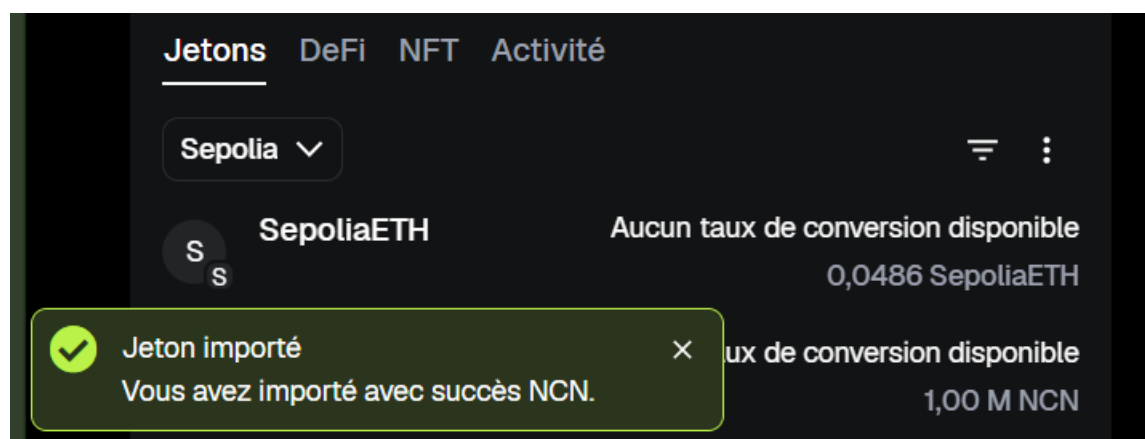 Jetons DeFi NFT Activité
Sepolia
S S SepoliaETH Aucun taux de conversion disponible
0,0486 SepoliaETH
Jeton importé
Vous avez importé avec succès NCN.
de conversion disponible
1,00 M NCN